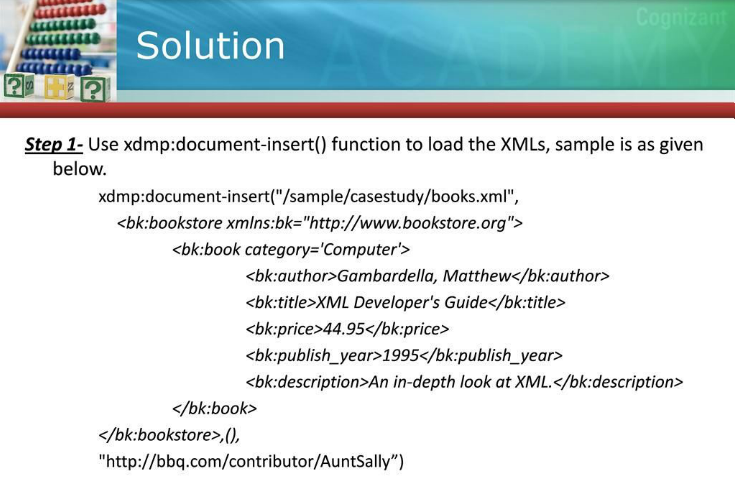 Cognizant
Solution
ACADEMY
Step 1- Use xdmp:document-insert() function to load the XMLs, sample is as given
below.
xdmp:document-insert("/sample/casestudy/books.xml",
<bk:bookstore xmlns:bk="http://www.bookstore.org">
<bk:book category='Computer'>
<bk:author>Gambardella, Matthew</bk:author>
<bk:title>XML Developer's Guide</bk:title>
<bk:price>44.95</bk:price>
<bk:publish_year>1995</bk:publish_year>
<bk:description>An in-depth look at XML.</bk:description>
</bk:book>
</bk:bookstore>,(),
"http://bbq.com/contributor/AuntSally”)